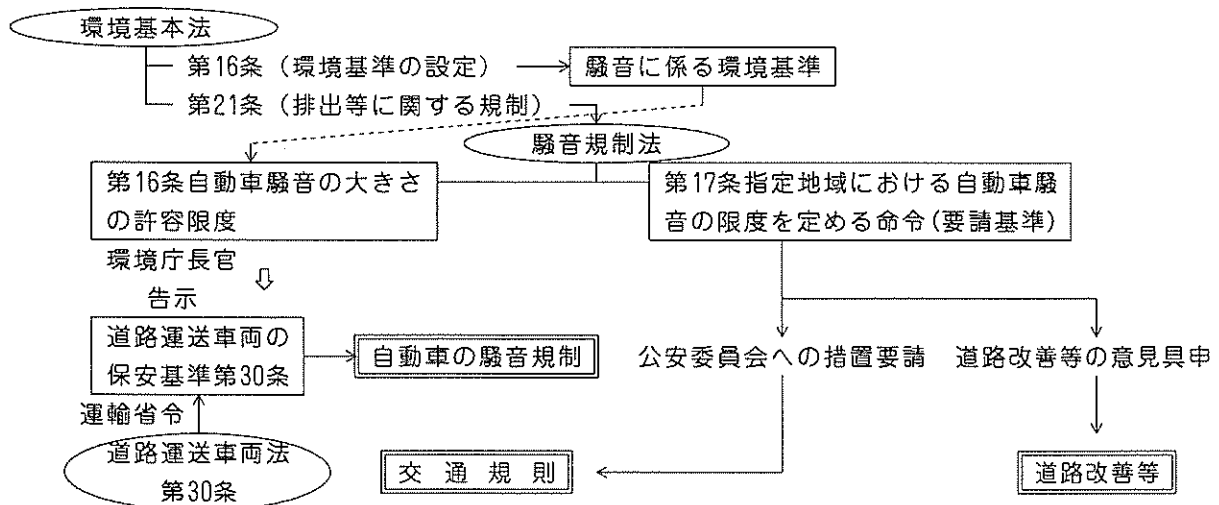 環境基本法
第16条（環境基準の設定）
騒音に係る環境基準
第21条（排出等に関する規制）
騒音規制法
第16条自動車騒音の大きさ
の許容限度
第17条指定地域における自動車騒
音の限度を定める命令（要請基準）
環境庁長官
告示
道路運送車両の
保安基準第30条
自動車の騒音規制
公安委員会への措置要請
道路改善等の意見具申
運輸省令
道路運送車両法
第30条
交通規則
道路改善等